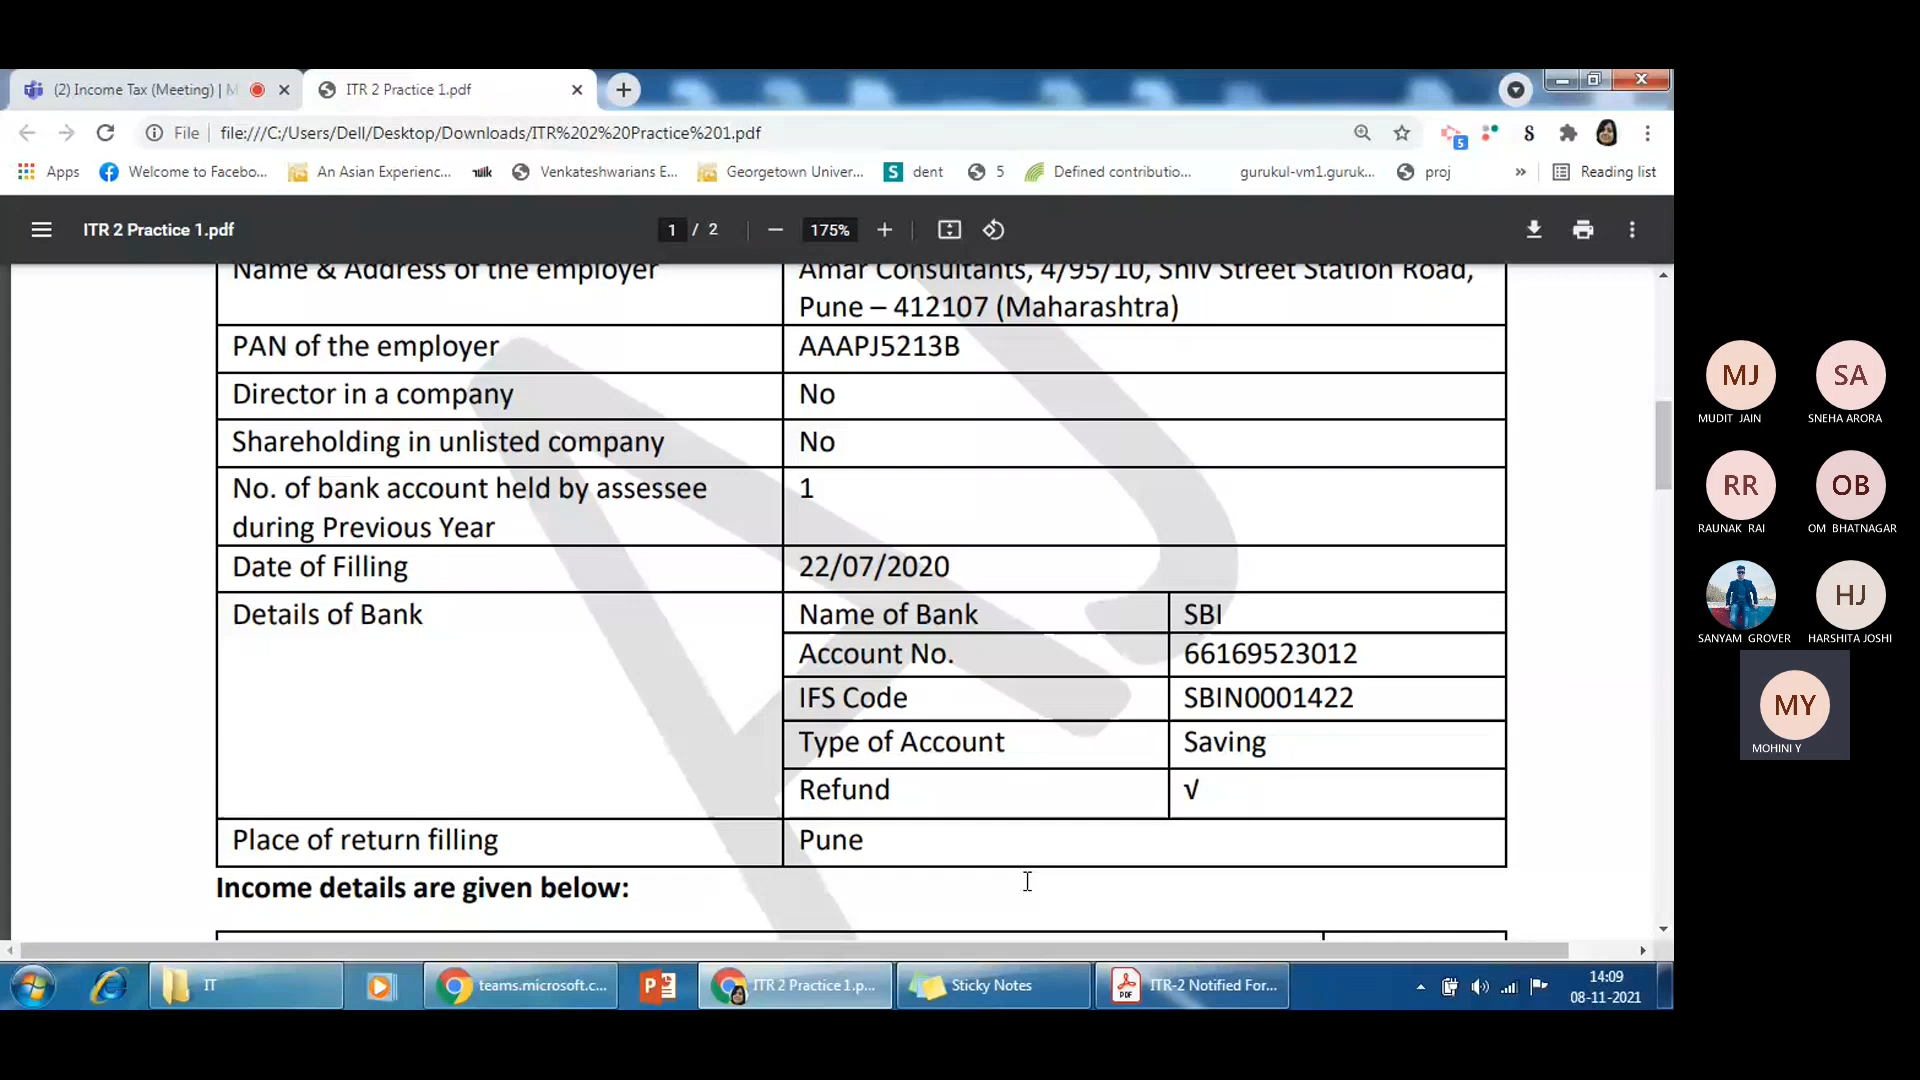 (2) Income Tax (Meeting) | M
ITR 2 Practice 1.pdf
File | file:///C:/Users/Dell/Desktop/Downloads/ITR%202%20Practice%201.pdf
5
S
Apps
Welcome to Facebo...
An Asian Experienc...
Venkateshwarians E...
Georgetown Univer...
S dent
5
Defined contributio...
gurukul-vm1.guruk...
proj
»
Reading list
ITR 2 Practice 1.pdf
1 / 2
175%
Name & Address of the employer
Amar Consultants, 4/95/10, Shiv Street Station Road,
Pune – 412107 (Maharashtra)
PAN of the employer
AAAPJ5213B
Director in a company
No
Shareholding in unlisted company
No
No. of bank account held by assessee
during Previous Year
1
Date of Filling
22/07/2020
Details of Bank
Name of Bank
SBI
Account No.
66169523012
IFS Code
SBIN0001422
Type of Account
Saving
Refund
√
Place of return filling
Pune
Income details are given below:
MJ
MUDIT JAIN
SA
SNEHA ARORA
RR
RAUNAK RAI
OB
OM BHATNAGAR
SANYAM GROVER
HJ
HARSHITA JOSHI
MY
MOHINI Y
IT
teams.microsoft.c...
ITR 2 Practice 1.p...
Sticky Notes
PDF
ITR-2 Notified For...
14:09
08-11-2021